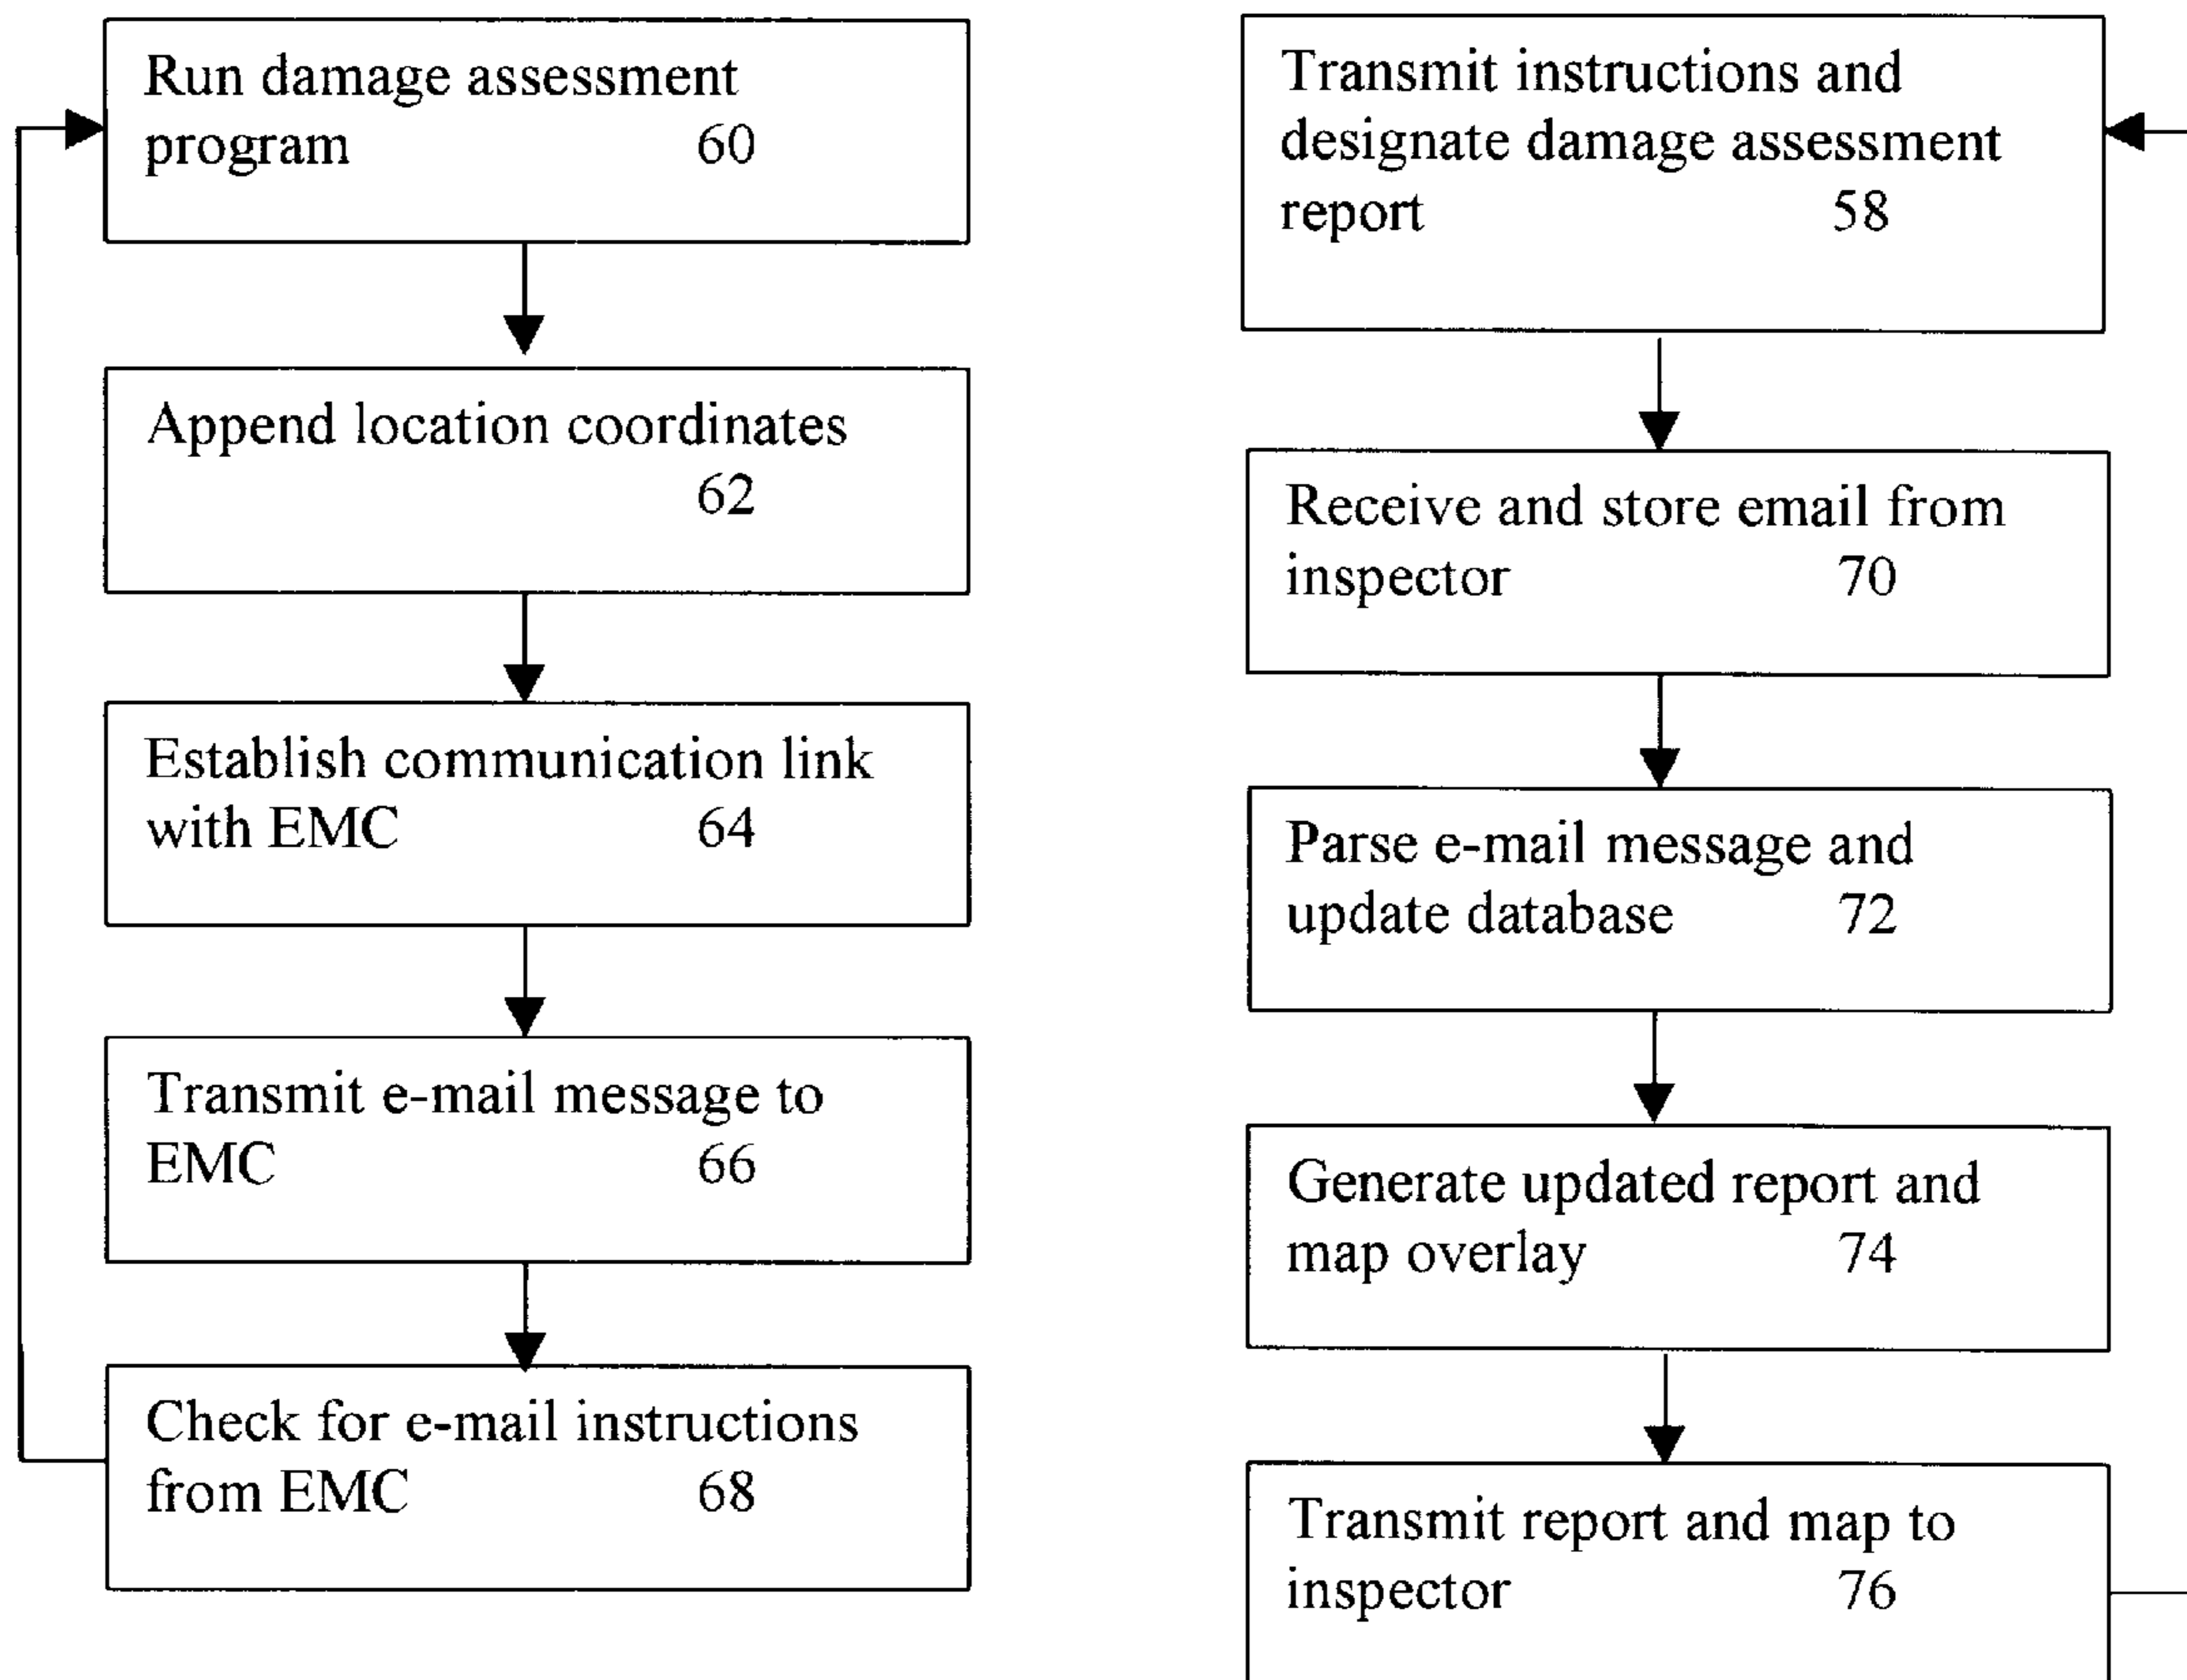 Run damage assessment
program 60
Append location coordinates
62
Establish communication link
with EMC 64
Transmit e-mail message to
EMC 66
Check for e-mail instructions
from EMC 68
Transmit instructions and
designate damage assessment
report 58
Receive and store email from
inspector 70
Parse e-mail message and
update database 72
Generate updated report and
map overlay 74
Transmit report and map to
inspector 76